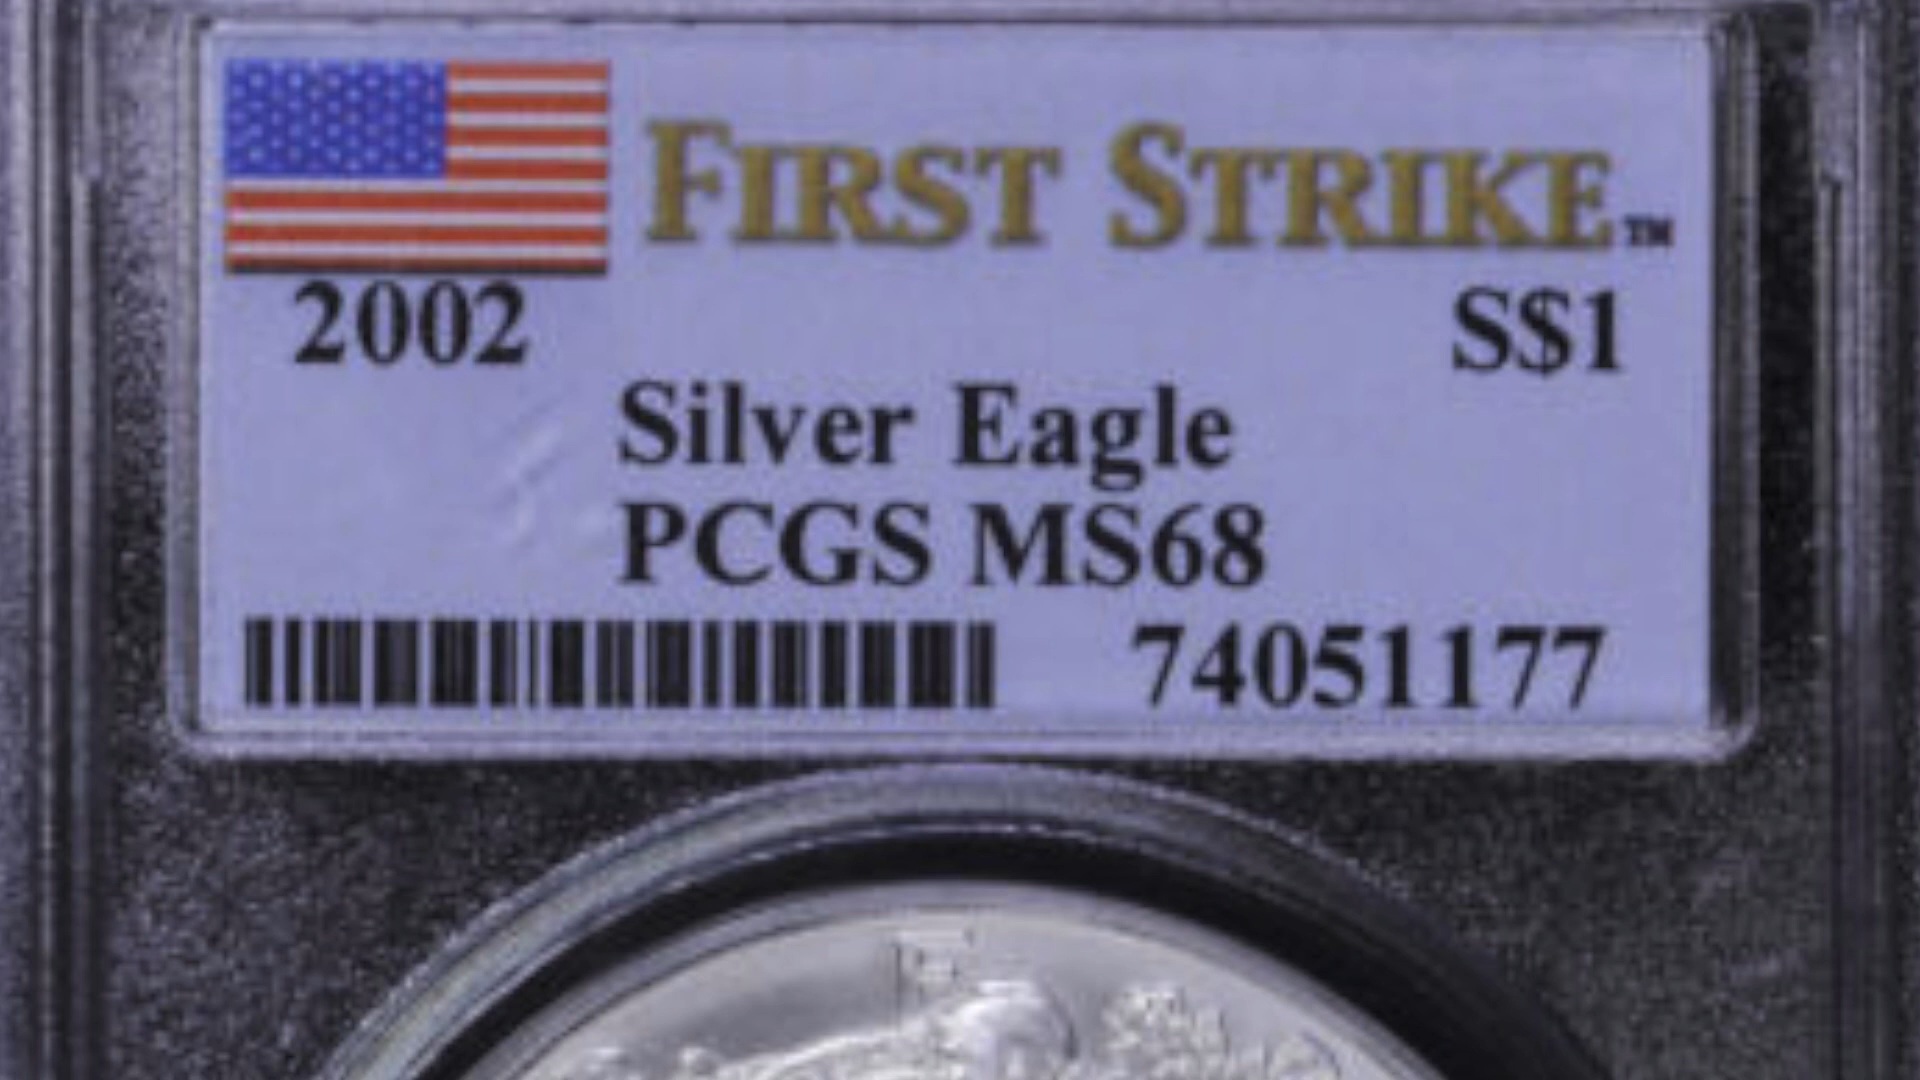 FIRST STRIKE™
2002 S$1
Silver Eagle
PCGS MS68
74051177